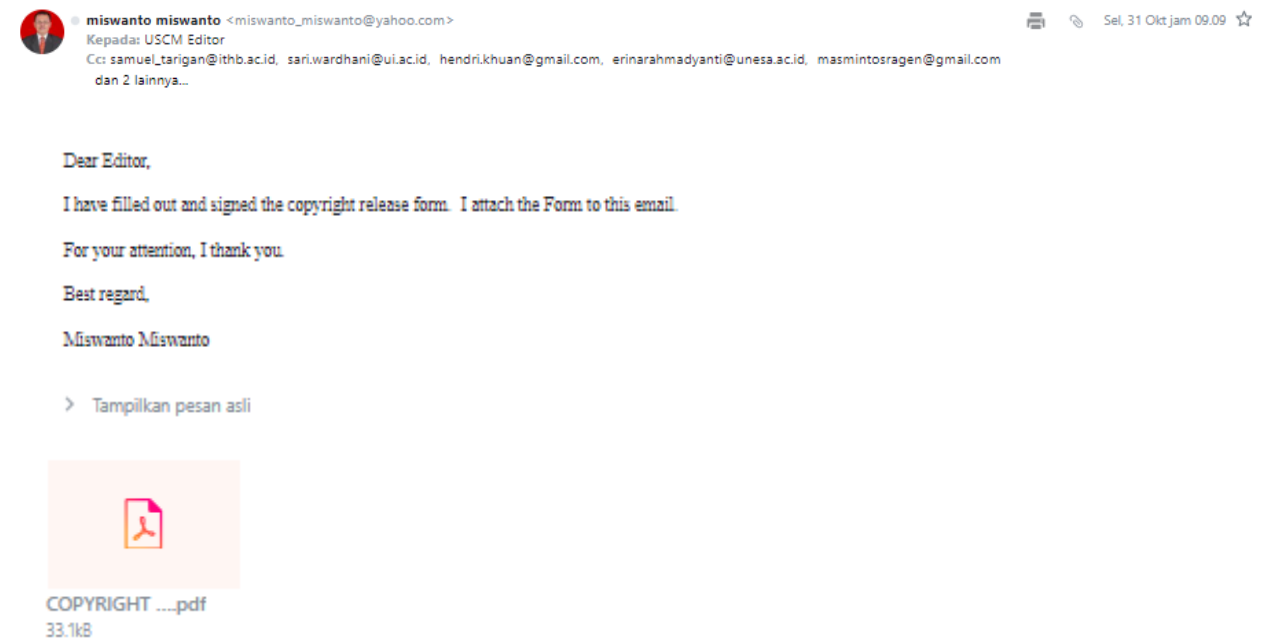 miswanto miswanto <miswanto_miswanto@yahoo.com>
Sel, 31 Okt jam 09.09
Kepada: USCM Editor
Cc: samuel_tarigan@ithb.ac.id, sari.wardhani@ui.ac.id, hendri.khuan@gmail.com, erinarahmadyanti@unesa.ac.id, masmintosragen@gmail.com
dan 2 lainnya...
Dear Editor,
I have filled out and signed the copyright release form. I attach the Form to this email.
For your attention, I thank you.
Best regard,
Miswanto Miswanto
Tampilkan pesan asli
COPYRIGHT ....pdf
33.1kB